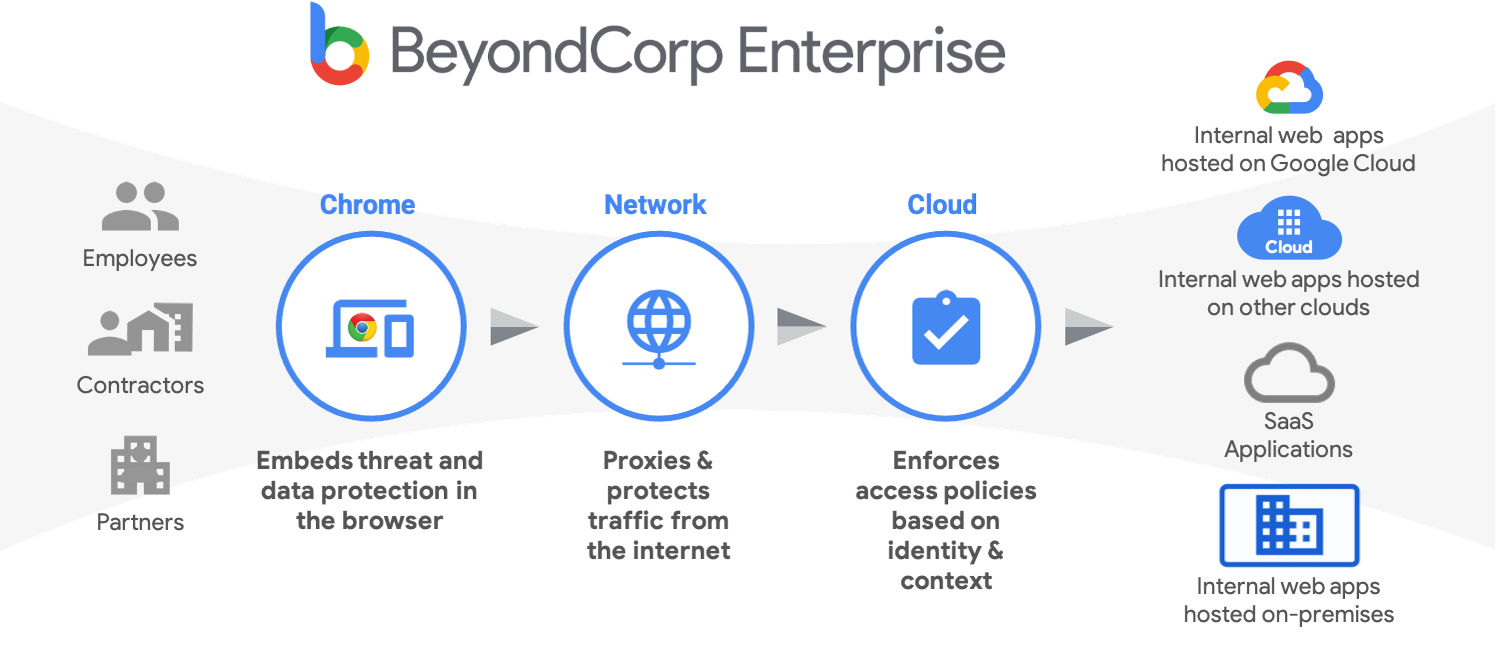 BeyondCorp Enterprise
Employees
Contractors
Partners
Chrome
Embeds threat and
data protection in
the browser
Network
Proxies &
protects
traffic from
the internet
Cloud
Enforces
access policies
based on
identity &
context
Internal web apps
hosted on Google Cloud
Cloud
Internal web apps hosted
on other clouds
SaaS
Applications
Internal web apps
hosted on-premises